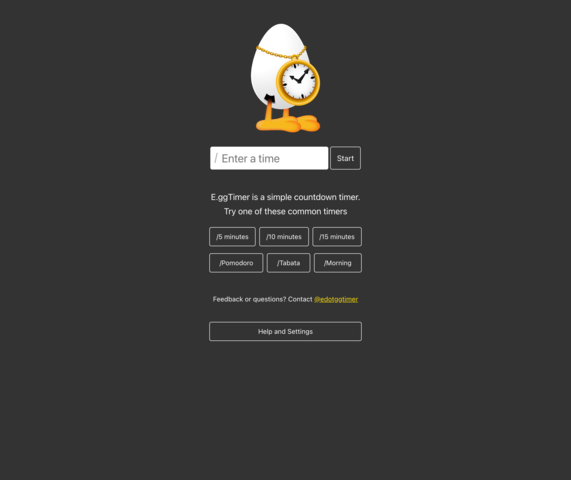 / Enter a time Start
E.ggTimer is a simple countdown timer.
Try one of these common timers
/5 minutes /10 minutes /15 minutes
/Pomodoro /Tabata /Morning
Feedback or questions? Contact @edotggtimer
Help and Settings